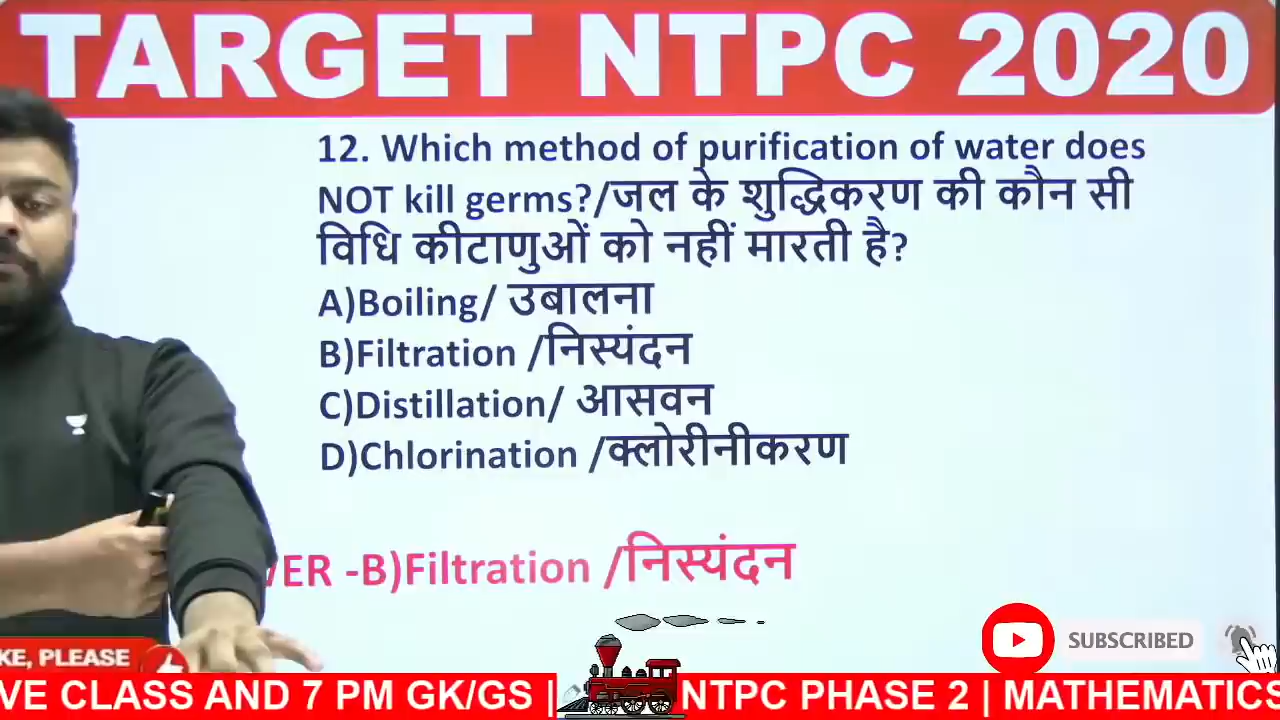 TARGET NTPC 2020
12. Which method of purification of water does
NOT kill germs?/जल के शुद्धिकरण की कौन सी
विधि कीटाणुओं को नहीं मारती है?
A)Boiling/ उबालना
B)Filtration /निस्यंदन
C)Distillation/ आसवन
D)Chlorination /क्लोरीनीकरण
ER -B)Filtration /निस्यंदन
SUBSCRIBED
KE, PLEASE
VE CLASS AND 7 PM GK/GS | NTPC PHASE 2 | MATHEMATICS